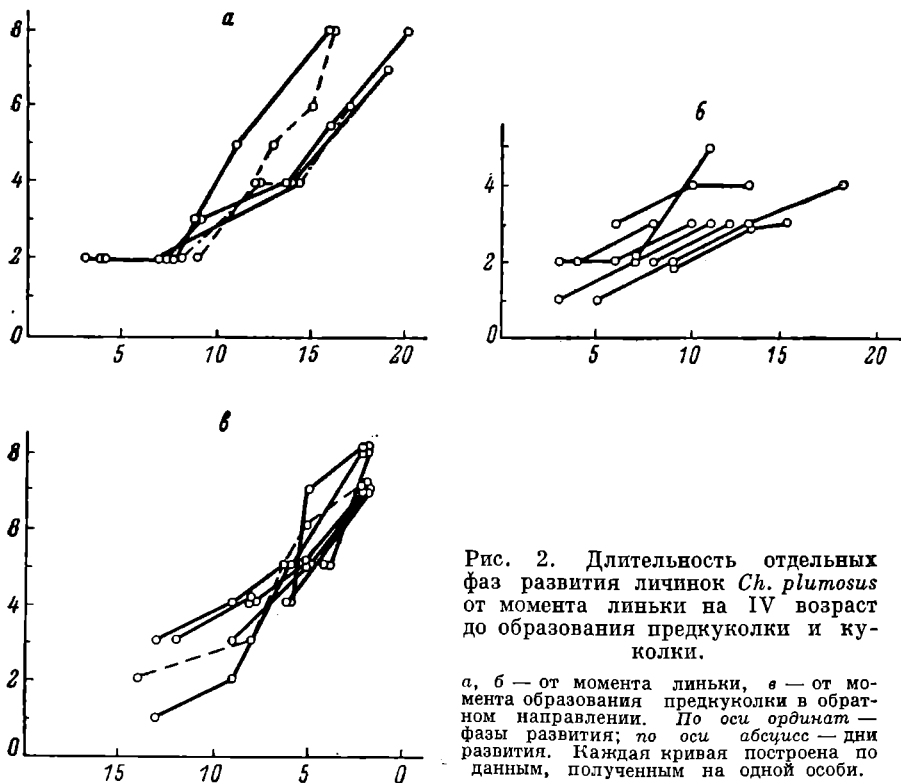 а
8
6
4
2
0
5
10
15
20
б
4
2
0
5
10
15
20
в
8
8
4
2
0
15
10
5
0
Рис. 2. Длительность отдельных
фаз развития личинок Ch. plumosus
от момента линьки на IV возраст
до образования предкуколки и ку-
колки.
а, б — от момента линьки, в — от мо-
мента образования предкуколки в обрат-
ном направлении. По оси ординат —
фазы развития; по оси абсцисс — дни
развития. Каждая кривая построена по
данным, полученным на одной особи.